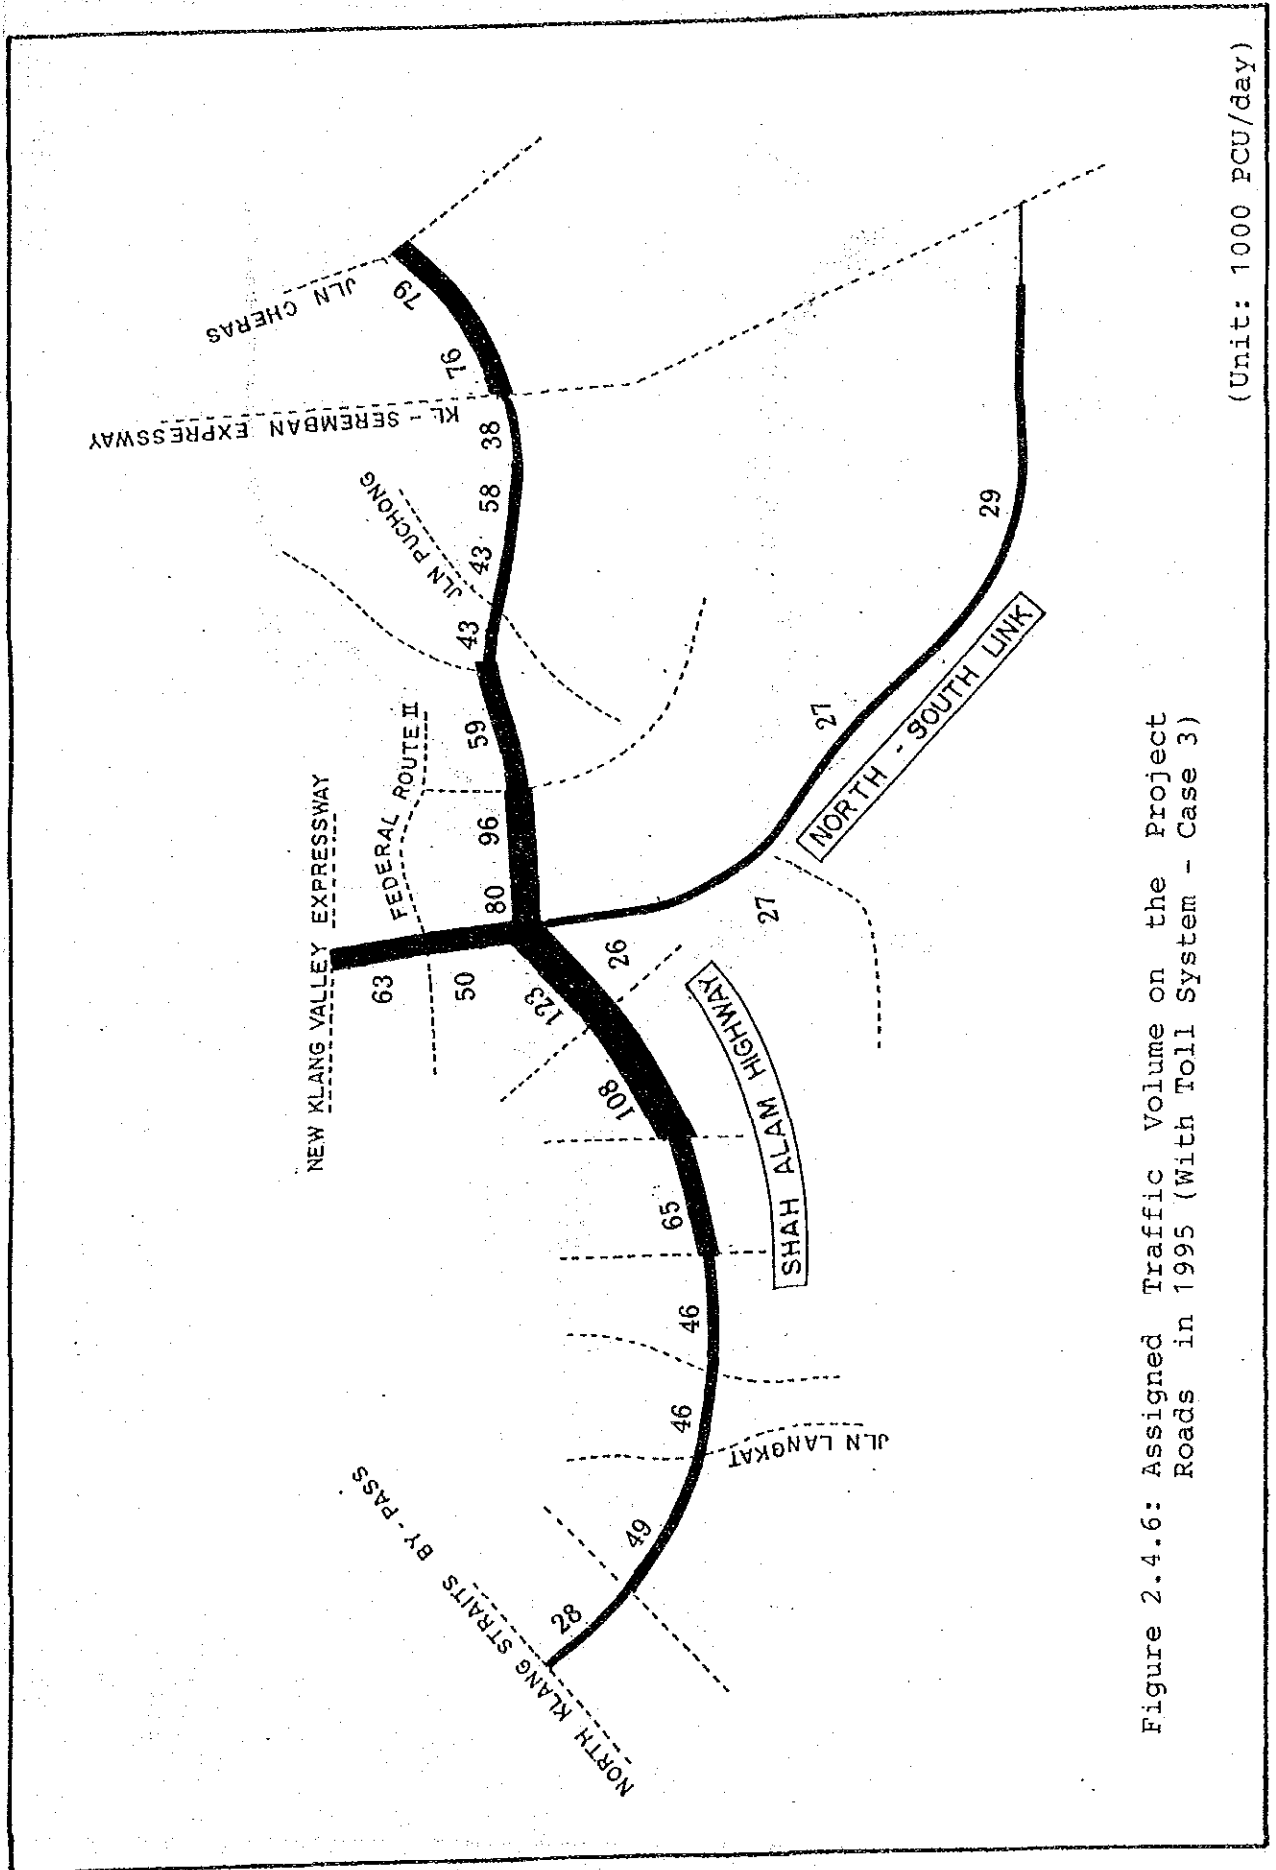 NORTH KLANG STRAITS BY-PASS
28
49
JLN LANGKAT
46
46
65
SHAH ALAM HIGHWAY
108
123
NEW KLANG VALLEY EXPRESSWAY
63
50
FEDERAL ROUTE II
26
80
96
59
27
27
29
NORTH - SOUTH LINK
43
43
58
38
JLN PUCHONG
KL - SEREMBAN EXPRESSWAY
76
79
JLN CHERAS
Figure 2.4.6: Assigned Traffic Volume on the Project
Roads in 1995 (With Toll System - Case 3)
(Unit: 1000 PCU/day)